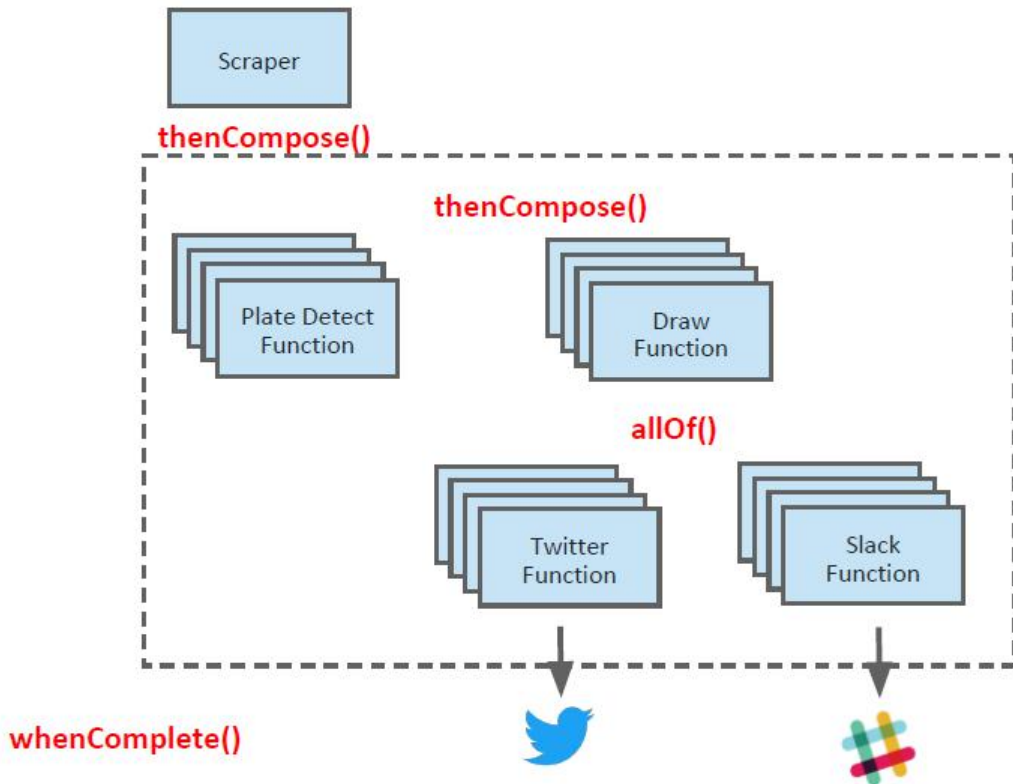 Scraper
thenCompose()
thenCompose()
Plate Detect
Function
Draw
Function
allOf()
Twitter
Function
Slack
Function
whenComplete()